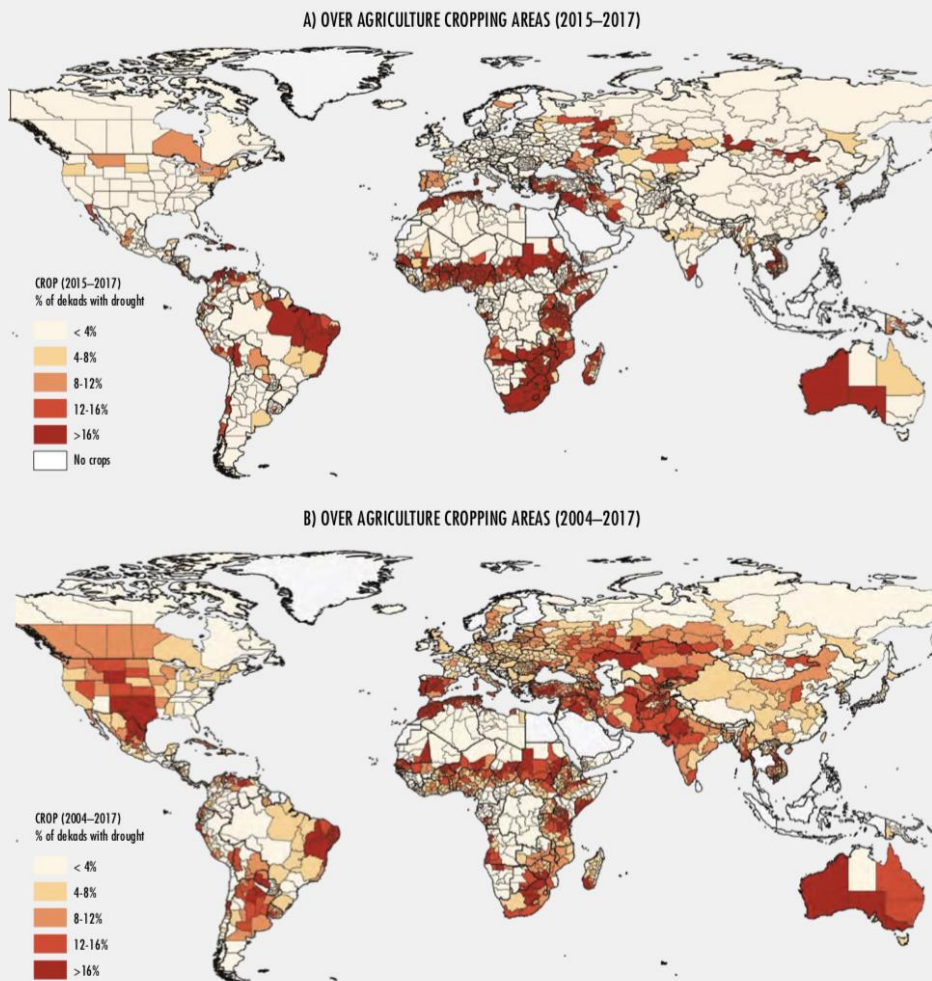 A) OVER AGRICULTURE CROPPING AREAS (2015–2017)
CROP (2015–2017)
% of dekads with drought
< 4%
4-8%
8-12%
12-16%
>16%
No crops
B) OVER AGRICULTURE CROPPING AREAS (2004–2017)
CROP (2004–2017)
% of dekads with drought
< 4%
4-8%
8-12%
12-16%
>16%